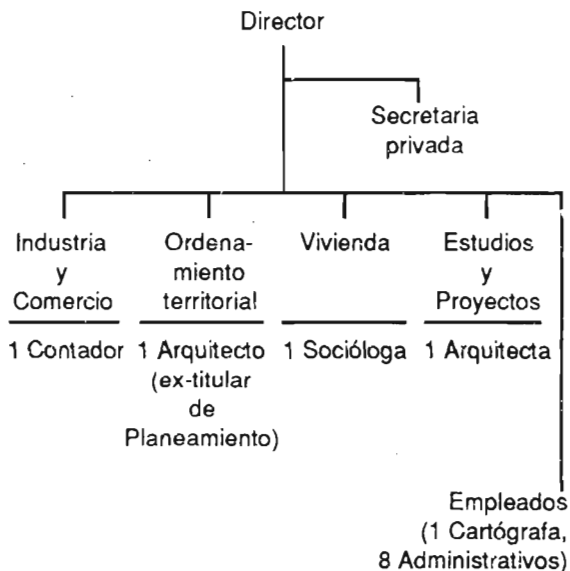 Director
Secretaria
privada
Industria
y
Comercio
1 Contador
Ordena-
miento
territorial
1 Arquitecto
(ex-titular
de
Planeamiento)
Vivienda
1 Socióloga
Estudios
y
Proyectos
1 Arquitecta
Empleados
(1 Cartógrafa,
8 Administrativos)